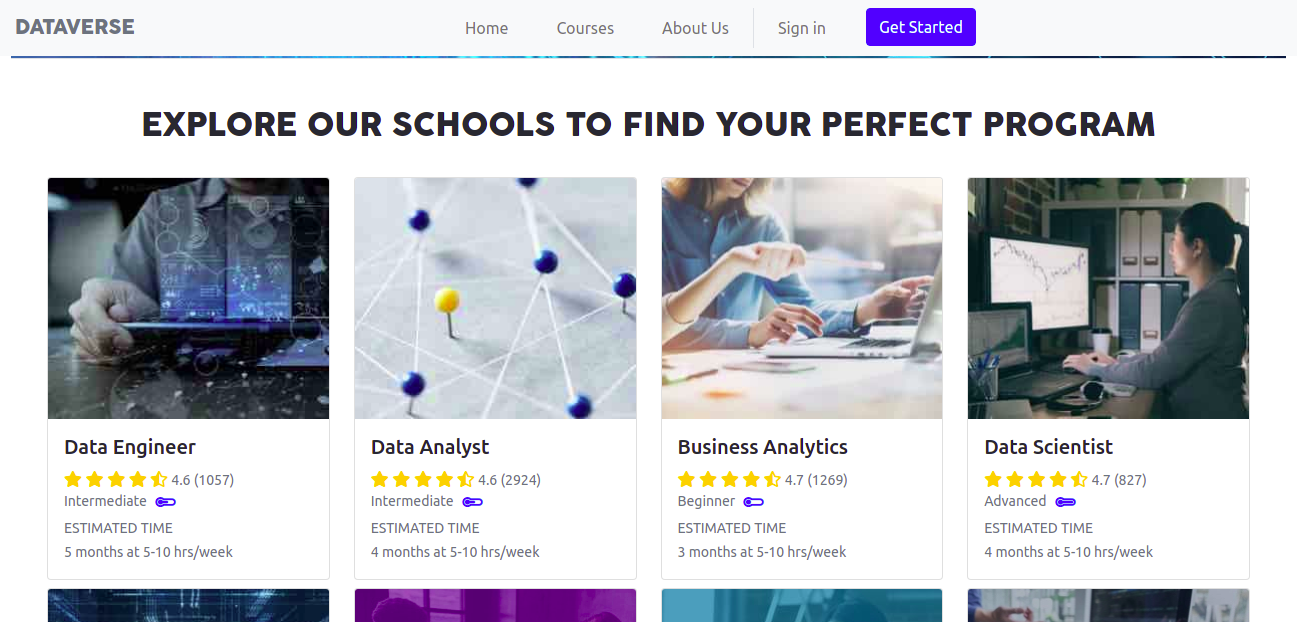 DATAVERSE
Home Courses About Us Sign in Get Started
EXPLORE OUR SCHOOLS TO FIND YOUR PERFECT PROGRAM
Data Engineer
4.6 (1057)
Intermediate
ESTIMATED TIME
5 months at 5-10 hrs/week
Data Analyst
4.6 (2924)
Intermediate
ESTIMATED TIME
4 months at 5-10 hrs/week
Business Analytics
4.7 (1269)
Beginner
ESTIMATED TIME
3 months at 5-10 hrs/week
Data Scientist
4.7 (827)
Advanced
ESTIMATED TIME
4 months at 5-10 hrs/week